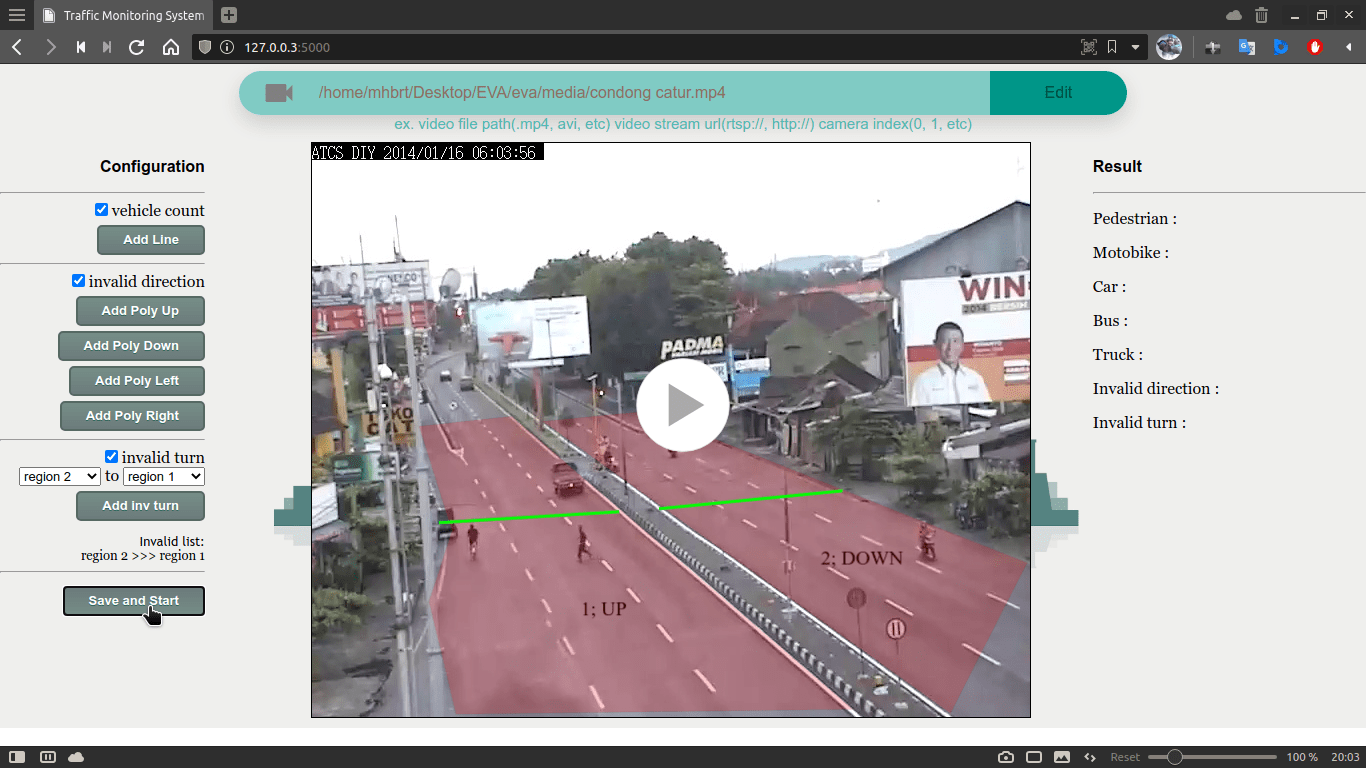 Traffic Monitoring System
127.0.0.3:5000
/home/mhbrt/Desktop/EVA/eva/media/condong catur.mp4
Edit
ex. video file path(.mp4, avi, etc) video stream url(rtsp://, http://) camera index(0, 1, etc)
Configuration
vehicle count
Add Line
invalid direction
Add Poly Up
Add Poly Down
Add Poly Left
Add Poly Right
invalid turn
region 2 to region 1
Add inv turn
Invalid list:
region 2 >>> region 1
Save and Start
ATCS DIY 2014/01/16 06:03:56
WIN
PADMA
TOKO
CAT
1; UP
2; DOWN
Result
Pedestrian :
Motobike :
Car :
Bus :
Truck :
Invalid direction :
Invalid turn :
Reset
100 %
20:03